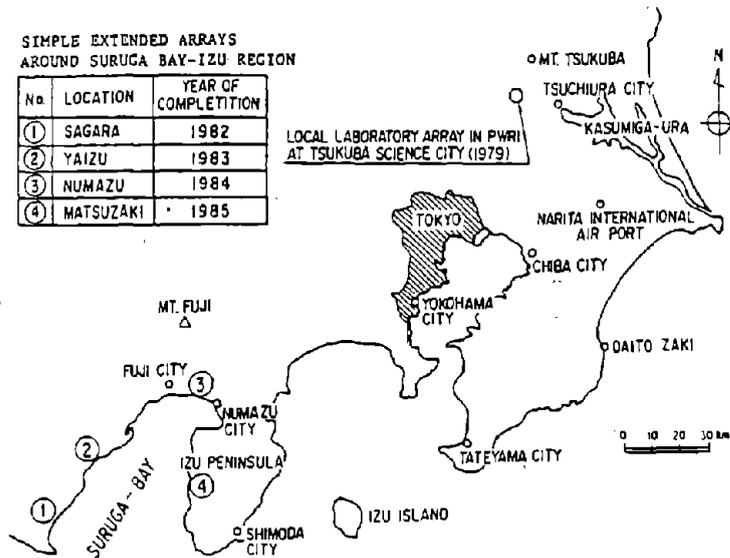 SIMPLE EXTENDED ARRAYS
AROUND SURUGA BAY-IZU REGION
No. LOCATION YEAR OF COMPLETITION
① SAGARA 1982
② YAIZU 1983
③ NUMAZU 1984
④ MATSUZAKI 1985
LOCAL LABORATORY ARRAY IN PWRI
AT TSUKUBA SCIENCE CITY (1979)
MT. TSUKUBA
TSUCHIURA CITY
KASUMIGA-URA
N
TOKYO
NARITA INTERNATIONAL
AIR PORT
CHIBA CITY
YOKOHAMA
CITY
MT. FUJI
FUJI CITY
③
NUMAZU
CITY
②
IZU PENINSULA
④
①
SURUGA-BAY
SHIMODA
CITY
IZU ISLAND
TATEYAMA CITY
DAITO ZAKI
0 10 20 30 km